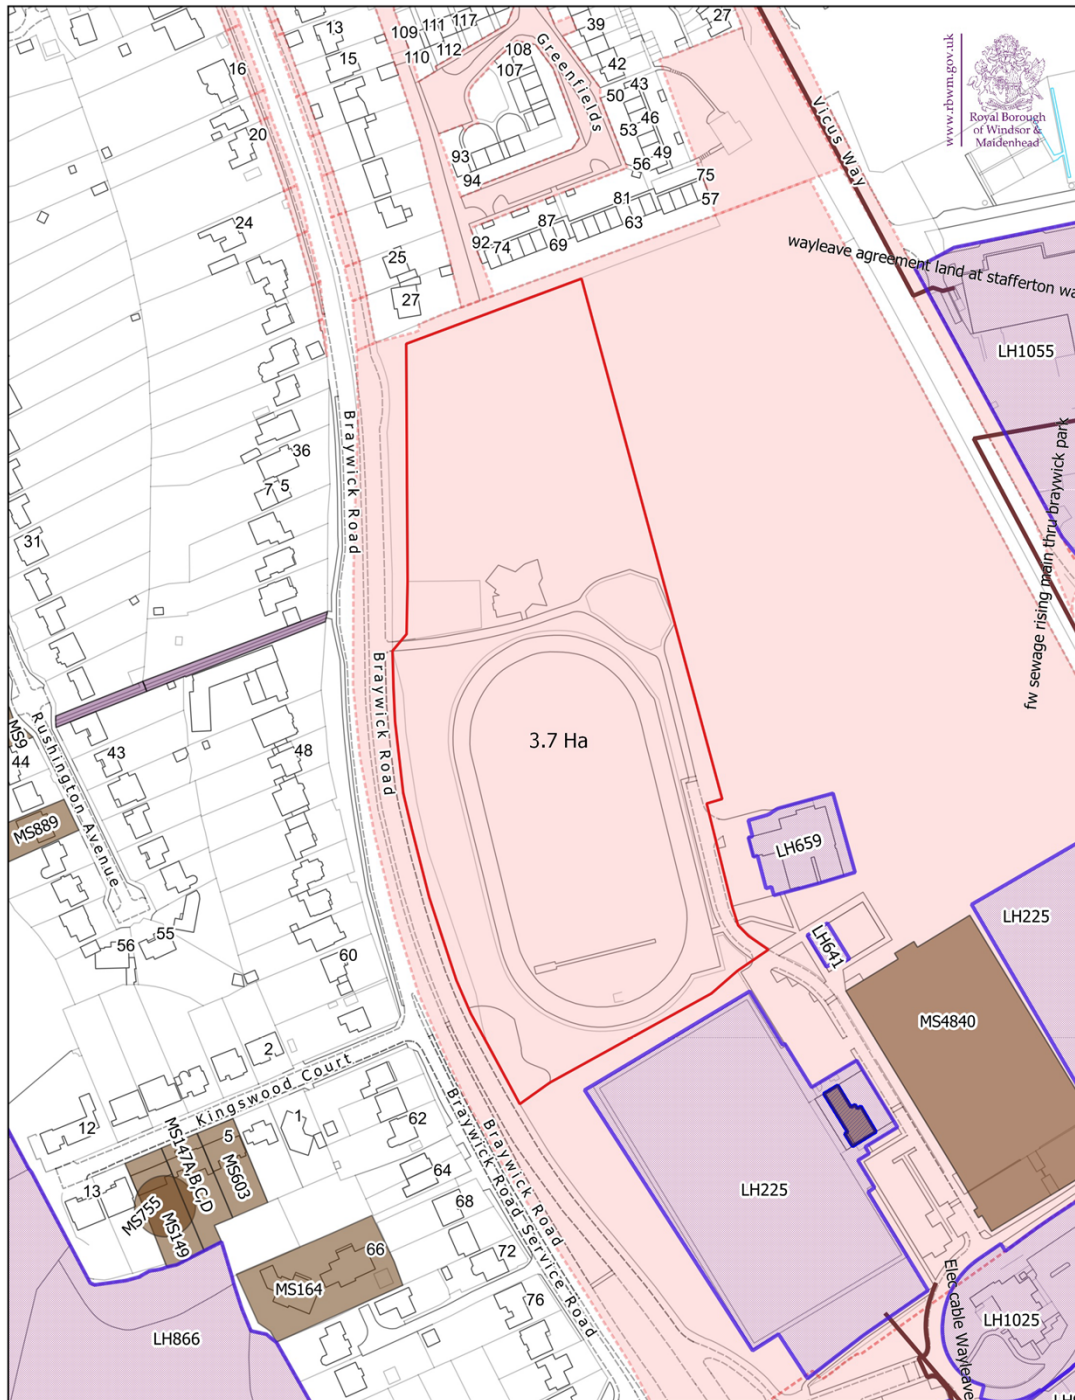 13
109
111
117
110
112
39
27
16
15
108
107
Greenfields
42
43
50
46
53
49
56
20
93
94
75
57
81
63
87
69
92
74
24
25
27
Vicus Way
www.rbwm.gov.uk
Royal Borough
of Windsor &
Maidenhead
wayleave agreement land at stafferton wa
LH1055
fw sewage rising main thru braywick park
Braywick Road
36
7
5
31
Braywick Road
3.7 Ha
MS9
44
Rushington Avenue
43
48
MS889
LH659
LH225
LH641
MS4840
56
55
60
2
Kingswood Court
12
1
5
62
MS147A,B,C,D
MS603
13
MS755
MS149
64
68
66
72
MS164
76
LH866
Braywick Road
Braywick Road Service Road
LH225
Elec cable Wayleave
LH1025